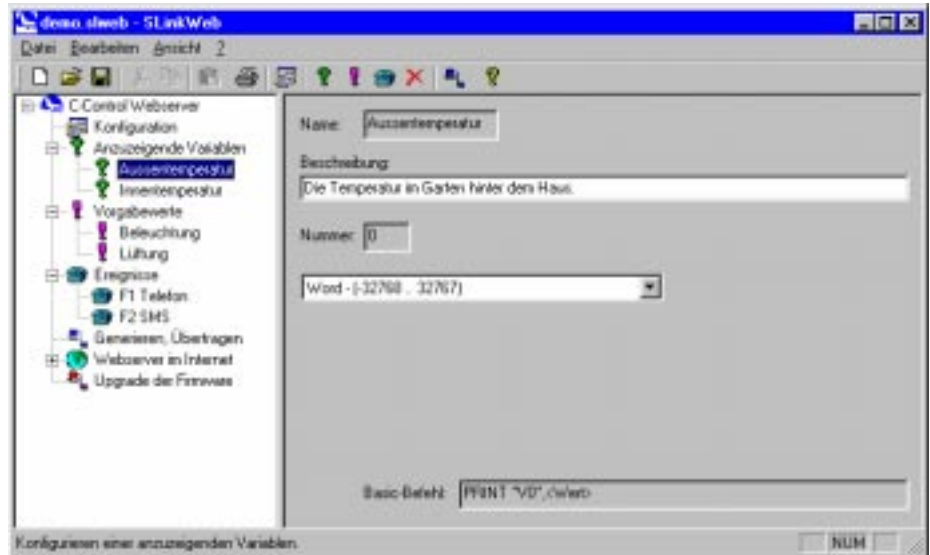 demo.slweb - SLinkWeb
Datei Bearbeiten Ansicht ?
C-Control Webserver
Konfiguration
Anzuzeigende Variablen
Aussentemperatur
Innentemperatur
Vorgabewerte
Beleuchtung
Lüftung
Ereignisse
F1 Telefon
F2 SMS
Generieren, Übertragen
Webserver im Internet
Upgrade der Firmware
Name: Aussentemperatur
Beschreibung:
Die Temperatur im Garten hinter dem Haus.
Nummer: 0
Word - (-32768 .. 32767)
Basic-Befehl: PRINT "V0",<Wert>
Konfigurieren einer anzuzeigenden Variablen.
NUM